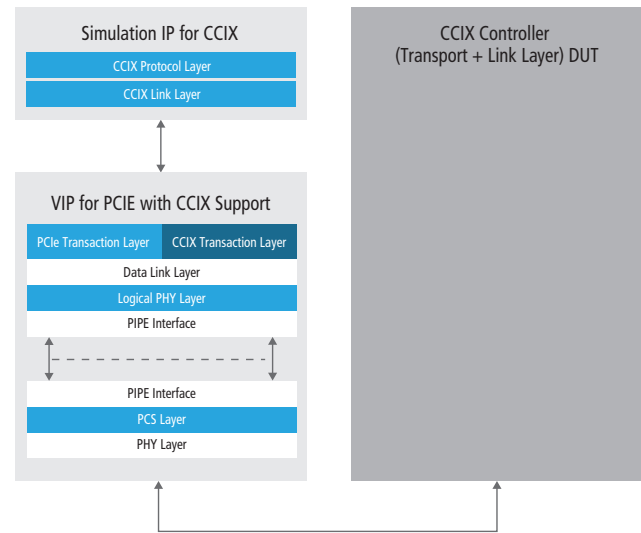 Simulation IP for CCIX
CCIX Protocol Layer
CCIX Link Layer
VIP for PCIE with CCIX Support
PCIe Transaction Layer
CCIX Transaction Layer
Data Link Layer
Logical PHY Layer
PIPE Interface
PIPE Interface
PCS Layer
PHY Layer
CCIX Controller
(Transport + Link Layer) DUT